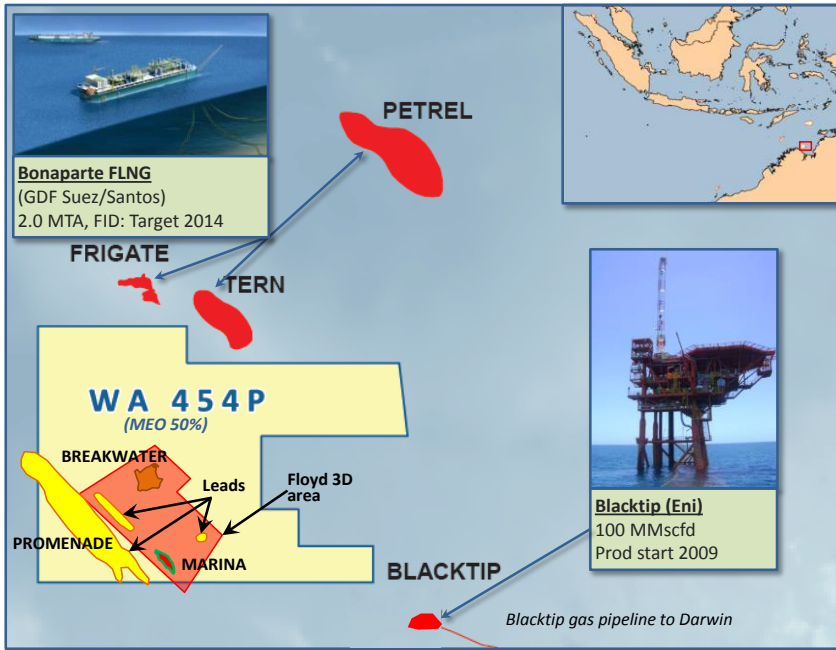 PETREL
Bonaparte FLNG
(GDF Suez/Santos)
2.0 MTA, FID: Target 2014
FRIGATE
TERN
WA 454P
(MEO 50%)
BREAKWATER
Leads
Floyd 3D
area
PROMENADE
MARINA
Blacktip (Eni)
100 MMscfd
Prod start 2009
BLACKTIP
Blacktip gas pipeline to Darwin